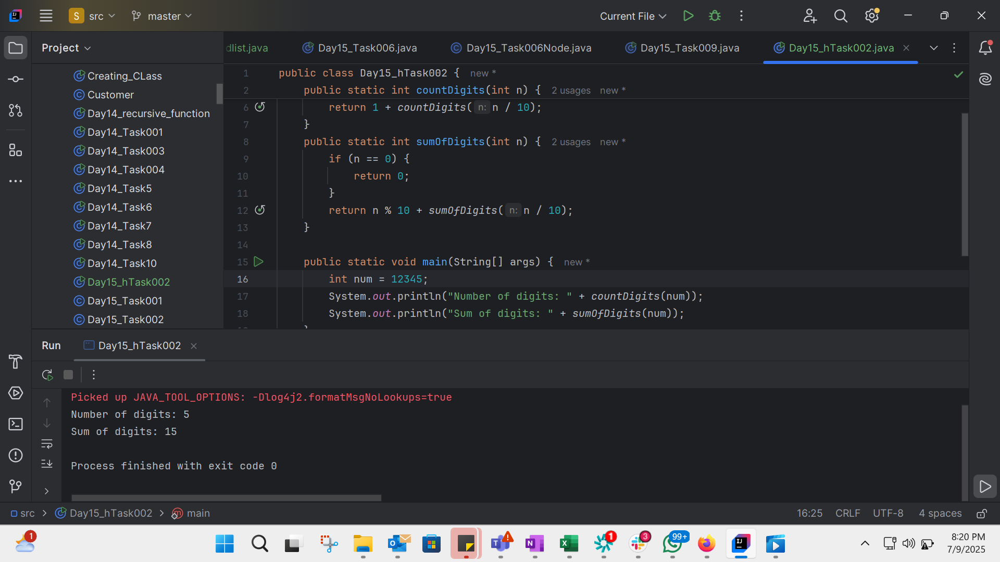 S src master Current File
Project
dlist.java Day15_Task006.java Day15_Task006Node.java Day15_Task009.java Day15_hTask002.java
Creating_CLass
Customer
Day14_recursive_function
Day14_Task001
Day14_Task003
Day14_Task004
Day14_Task5
Day14_Task6
Day14_Task7
Day14_Task8
Day14_Task10
Day15_hTask002
Day15_Task001
Day15_Task002
1 public class Day15_hTask002 { new *
2 public static int countDigits(int n) { 2 usages new *
6 return 1 + countDigits( n: n / 10);
7 }
8 public static int sumOfDigits(int n) { 2 usages new *
9 if (n == 0) {
10 return 0;
11 }
12 return n % 10 + sumOfDigits( n: n / 10);
13 }
14
15 public static void main(String[] args) { new *
16 int num = 12345;
17 System.out.println("Number of digits: " + countDigits(num));
18 System.out.println("Sum of digits: " + sumOfDigits(num));
Run Day15_hTask002
Picked up JAVA_TOOL_OPTIONS: -Dlog4j2.formatMsgNoLookups=true
Number of digits: 5
Sum of digits: 15
Process finished with exit code 0
src > Day15_hTask002 > main 16:25 CRLF UTF-8 4 spaces
1 1 3 99+ 8:20 PM
7/9/2025